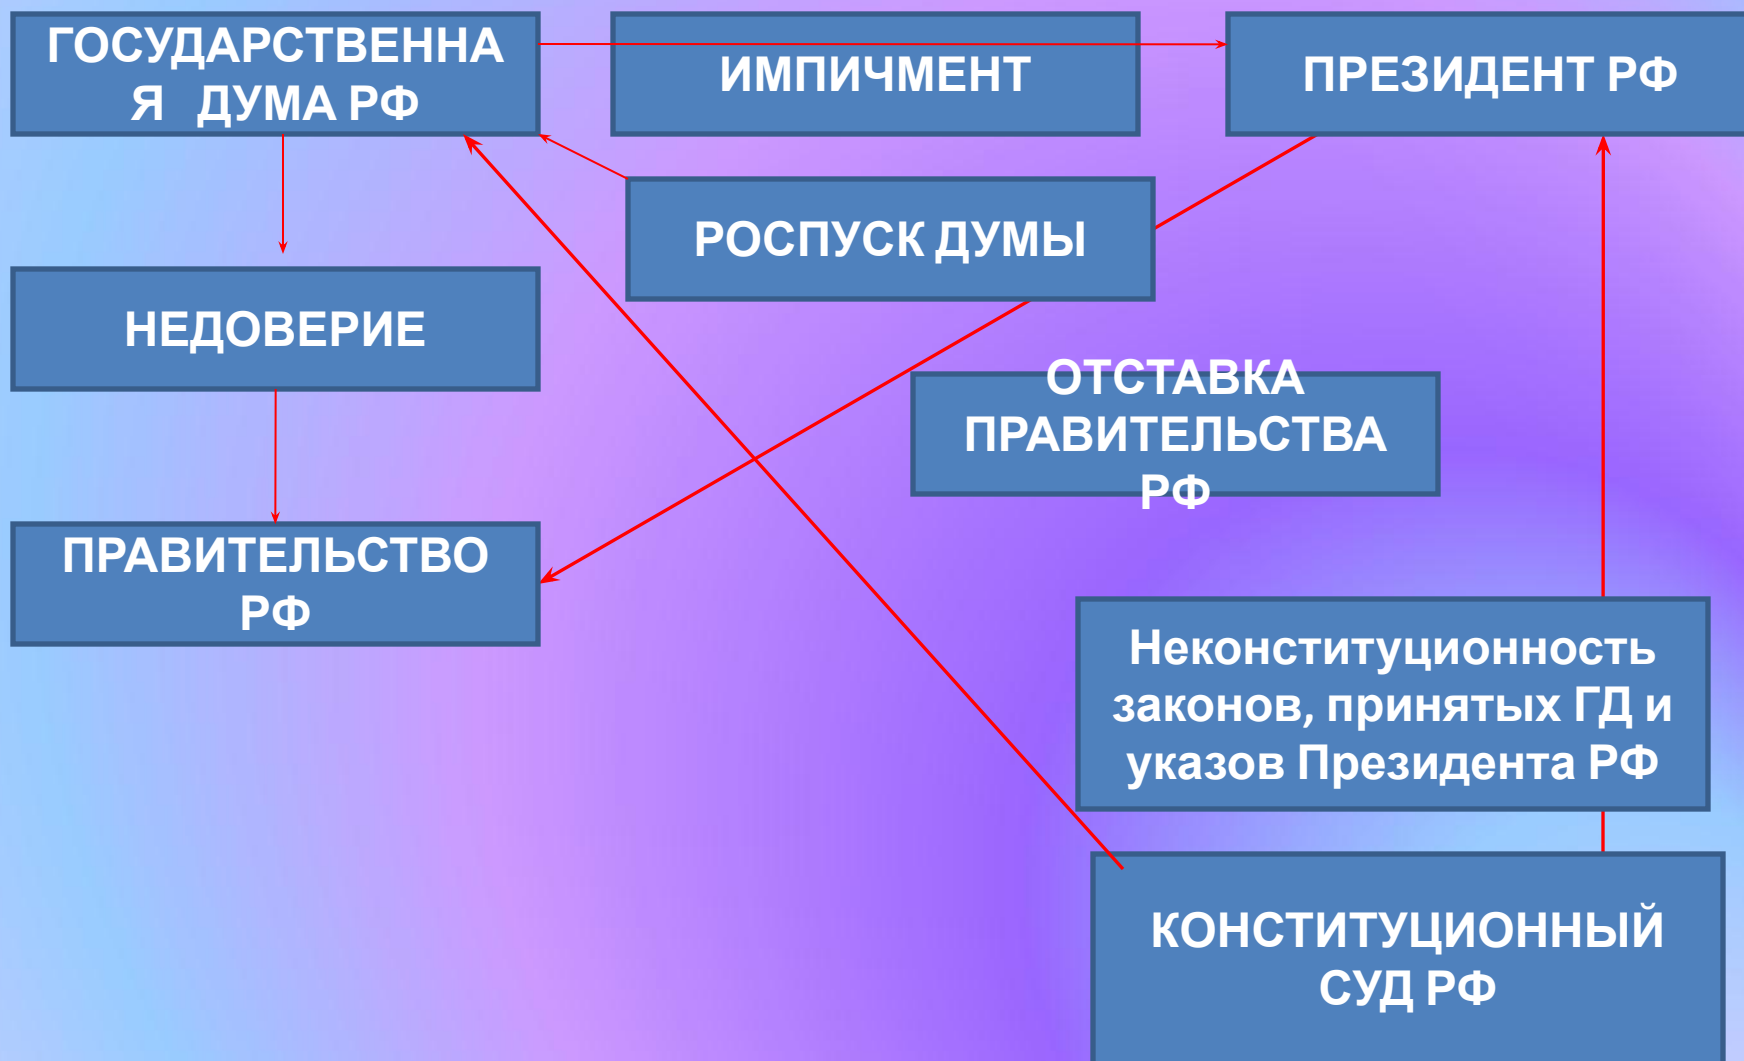 ГОСУДАРСТВЕННА
Я ДУМА РФ
ИМПИЧМЕНТ
ПРЕЗИДЕНТ РФ
РОСПУСК ДУМЫ
НЕДОВЕРИЕ
ОТСТАВКА
ПРАВИТЕЛЬСТВА
РФ
ПРАВИТЕЛЬСТВО
РФ
Неконституционность
законов, принятых ГД и
указов Президента РФ
КОНСТИТУЦИОННЫЙ
СУД РФ